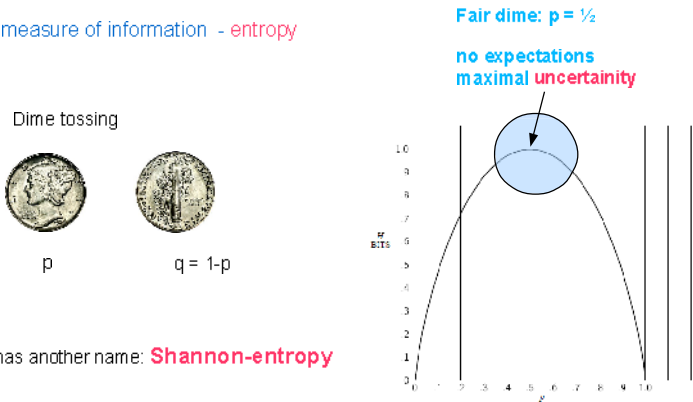 measure of information - entropy
Fair dime: p = ½
no expectations
maximal uncertainity
Dime tossing
p
q = 1-p
has another name: Shannon-entropy
H
BITS
1.0
.9
.8
.7
.6
.5
.4
.3
.2
.1
0
0 .1 .2 .3 .4 .5 .6 .7 .8 .9 1.0
p